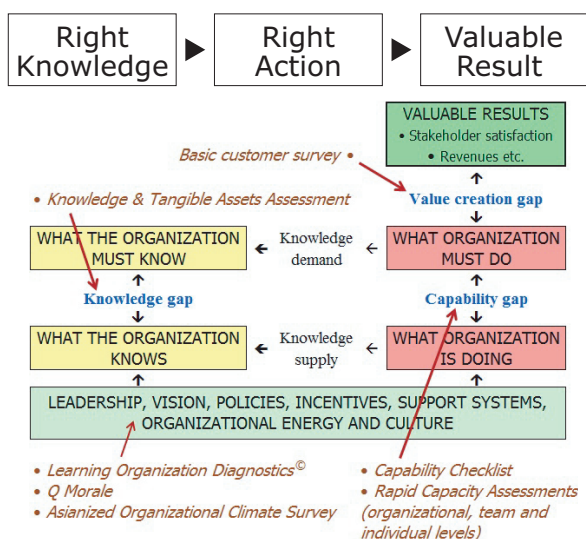 Right
Knowledge
Right
Action
Valuable
Result
VALUABLE RESULTS
• Stakeholder satisfaction
• Revenues etc.
Basic customer survey •
• Knowledge & Tangible Assets Assessment
Value creation gap
WHAT THE ORGANIZATION
MUST KNOW
Knowledge
demand
WHAT ORGANIZATION
MUST DO
Knowledge gap
Capability gap
WHAT THE ORGANIZATION
KNOWS
Knowledge
supply
WHAT ORGANIZATION
IS DOING
LEADERSHIP, VISION, POLICIES, INCENTIVES, SUPPORT SYSTEMS,
ORGANIZATIONAL ENERGY AND CULTURE
• Learning Organization Diagnostics©
• Q Morale
• Asianized Organizational Climate Survey
• Capability Checklist
• Rapid Capacity Assessments
(organizational, team and
individual levels)